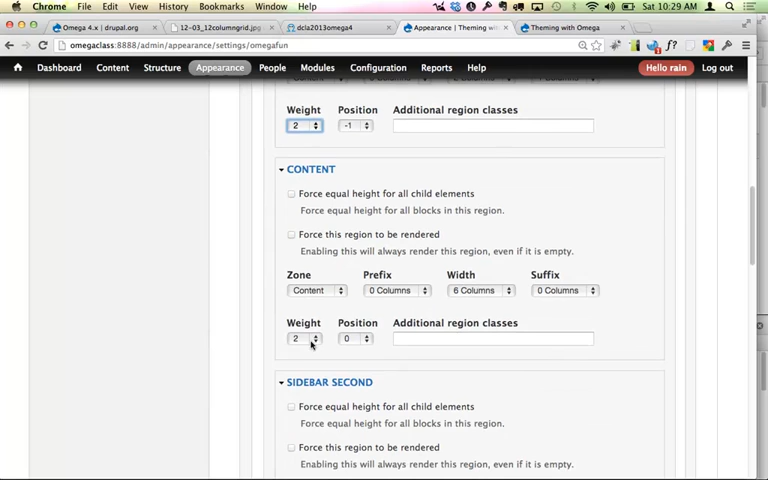 Chrome File Edit View History Bookmarks Window Help Sat 10:29 AM
Omega 4.x | drupal.org 12-03_12columngrid.jpg dcla2013omega4 Appearance | Theming wit Theming with Omega
omegaclass:8888/admin/appearance/settings/omegafun
Dashboard Content Structure Appearance People Modules Configuration Reports Help Hello rain Log out
Weight Position Additional region classes
2 -1
CONTENT
Force equal height for all child elements
Force equal height for all blocks in this region.
Force this region to be rendered
Enabling this will always render this region, even if it is empty.
Zone Prefix Width Suffix
Content 0 Columns 6 Columns 0 Columns
Weight Position Additional region classes
2 0
SIDEBAR SECOND
Force equal height for all child elements
Force equal height for all blocks in this region.
Force this region to be rendered
Enabling this will always render this region, even if it is empty.